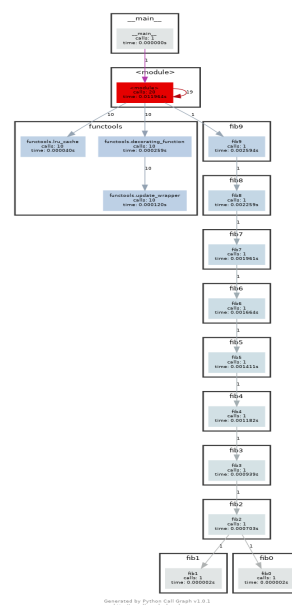 __main__
__main__
calls: 1
time: 0.000000s
1
<module>
19
10
10
1
functools
functools.lru_cache
calls: 10
time: 0.000040s
functools.decorating_function
calls: 10
time: 0.000259s
10
functools.update_wrapper
calls: 10
time: 0.000120s
fib9
fib9
calls: 1
1
fib8
fib8
calls: 1
time: 0.002259s
1
fib7
fib7
calls: 1
time: 0.001961s
1
fib6
fib6
calls: 1
time: 0.001664s
1
fib5
fib5
calls: 1
time: 0.001411s
1
fib4
fib4
calls: 1
time: 0.001182s
1
fib3
fib3
calls: 1
time: 0.000939s
1
fib2
fib2
calls: 1
time: 0.000703s
1
1
fib1
fib1
calls: 1
time: 0.000002s
fib0
fib0
calls: 1
time: 0.000002s
Generated by Python Call Graph v1.0.1